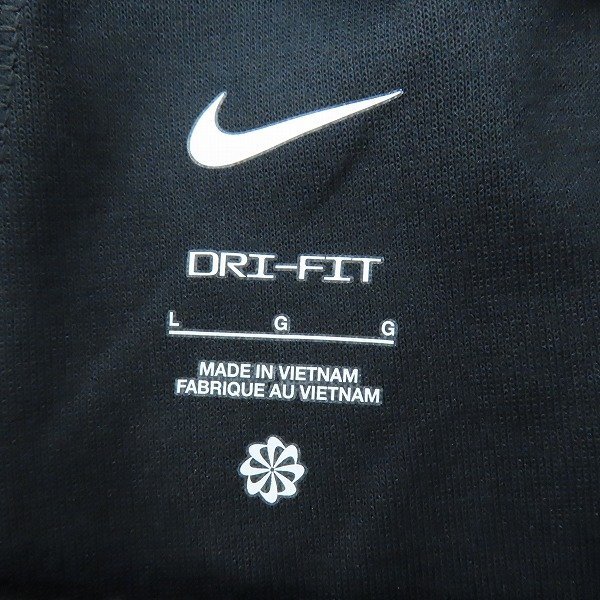 DRI-FIT
L G G
MADE IN VIETNAM
FABRIQUE AU VIETNAM